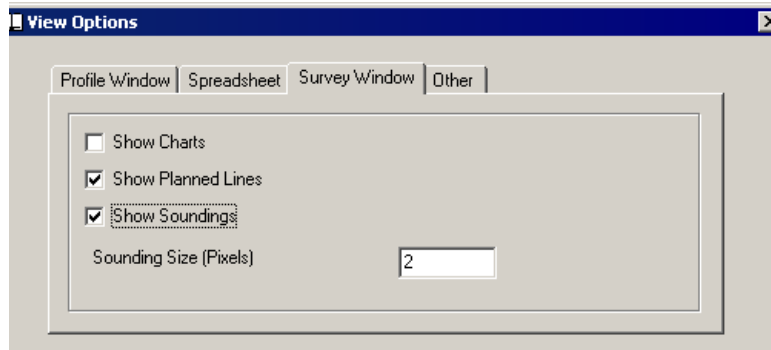 View Options
Profile Window Spreadsheet Survey Window Other
Show Charts
Show Planned Lines
Show Soundings
Sounding Size (Pixels) 2